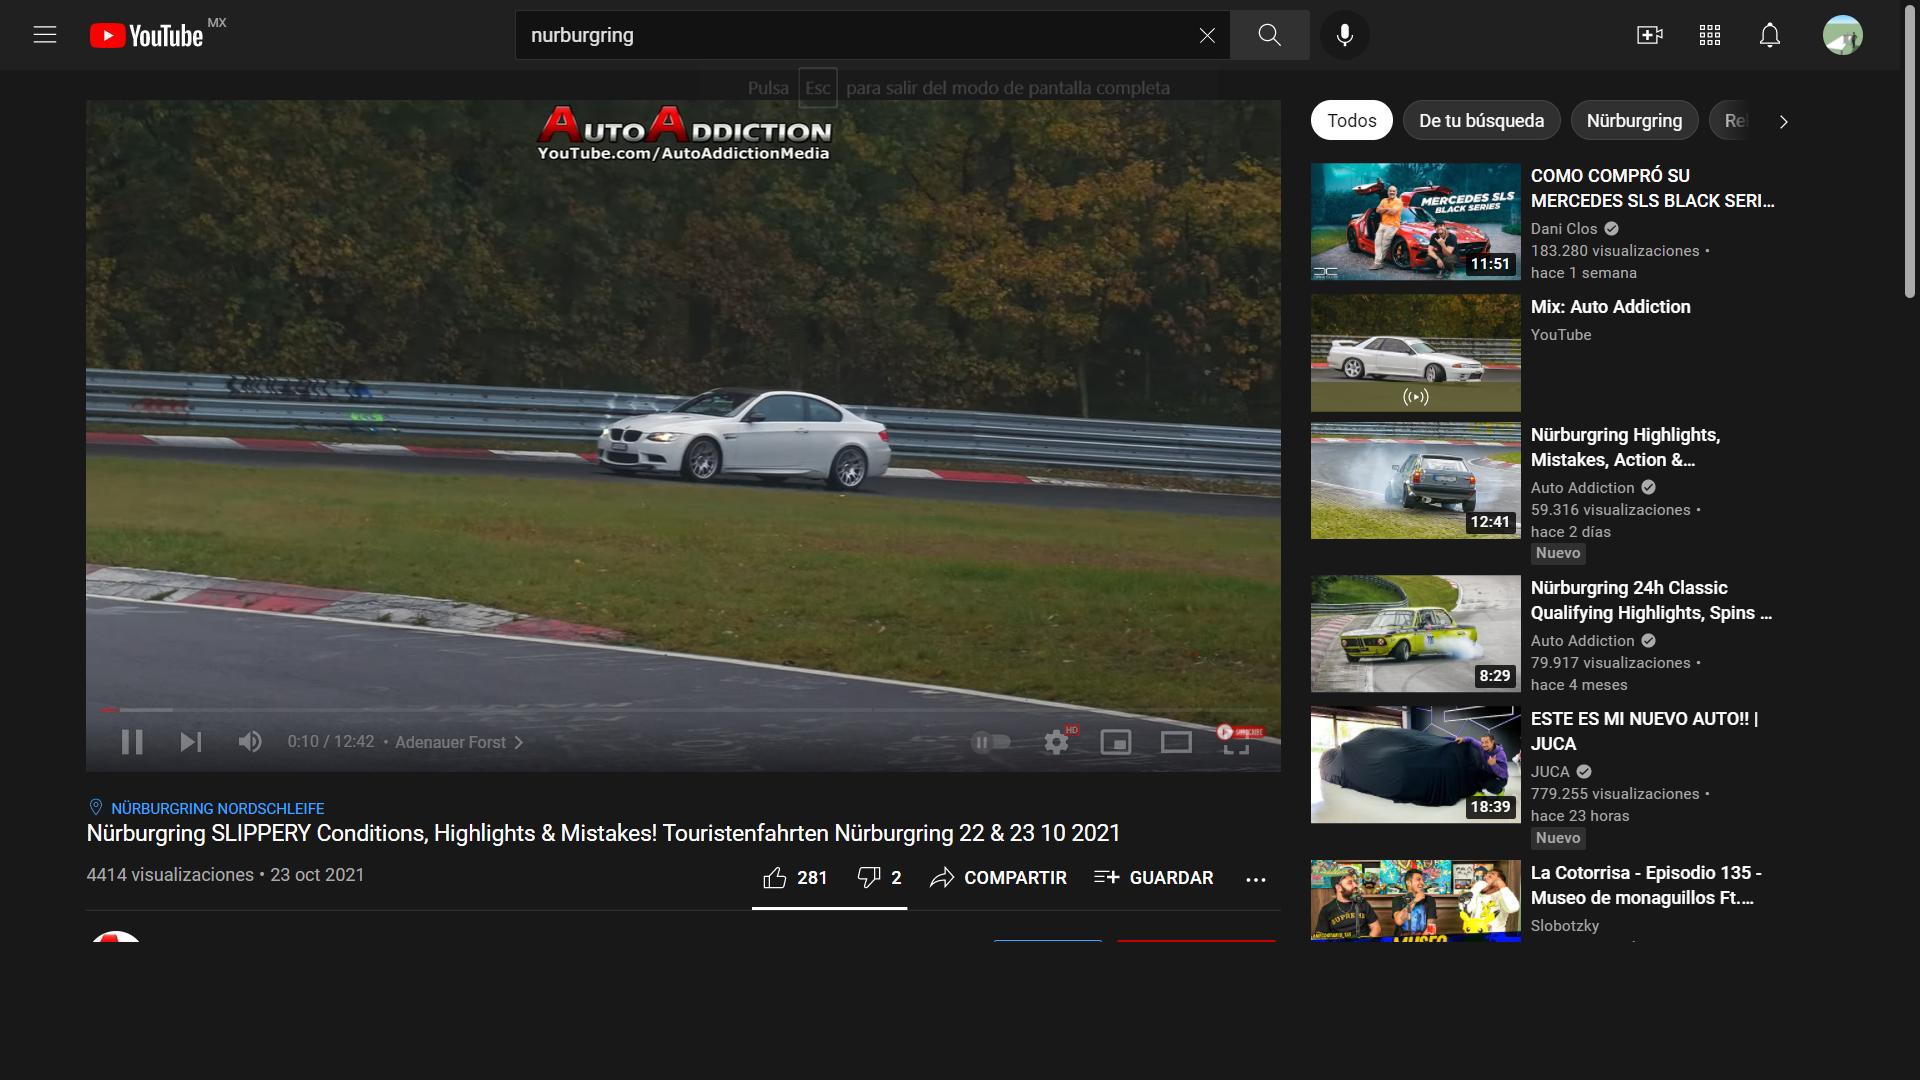 YouTube MX
nurburgring
Pulsa Esc para salir del modo de pantalla completa
AUTO ADDICTION
YouTube.com/AutoAddictionMedia
0:10 / 12:42 • Adenauer Forst
HD
SUBSCRIBE
NÜRBURGRING NORDSCHLEIFE
Nürburgring SLIPPERY Conditions, Highlights & Mistakes! Touristenfahrten Nürburgring 22 & 23 10 2021
4414 visualizaciones • 23 oct 2021
281
2
COMPARTIR
GUARDAR
Todos
De tu búsqueda
Nürburgring
MERCEDES SLS
BLACK SERIES
11:51
COMO COMPRÓ SU
MERCEDES SLS BLACK SERI...
Dani Clos
183.280 visualizaciones •
hace 1 semana
Mix: Auto Addiction
YouTube
12:41
Nürburgring Highlights,
Mistakes, Action &...
Auto Addiction
59.316 visualizaciones •
hace 2 días
Nuevo
8:29
Nürburgring 24h Classic
Qualifying Highlights, Spins ...
Auto Addiction
79.917 visualizaciones •
hace 4 meses
18:39
ESTE ES MI NUEVO AUTO!! |
JUCA
JUCA
779.255 visualizaciones •
hace 23 horas
Nuevo
SUPREME
MUSEO
La Cotorrisa - Episodio 135 -
Museo de monaguillos Ft....
Slobotzky